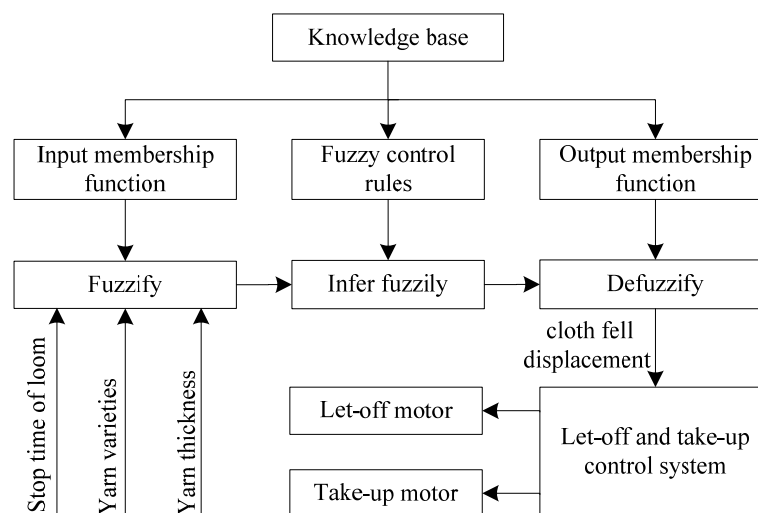 Knowledge base
Input membership
function
Fuzzy control
rules
Output membership
function
Fuzzify
Infer fuzzily
Defuzzify
cloth fell
displacement
Stop time of loom
Yarn varieties
Yarn thickness
Let-off motor
Let-off and take-up
control system
Take-up motor